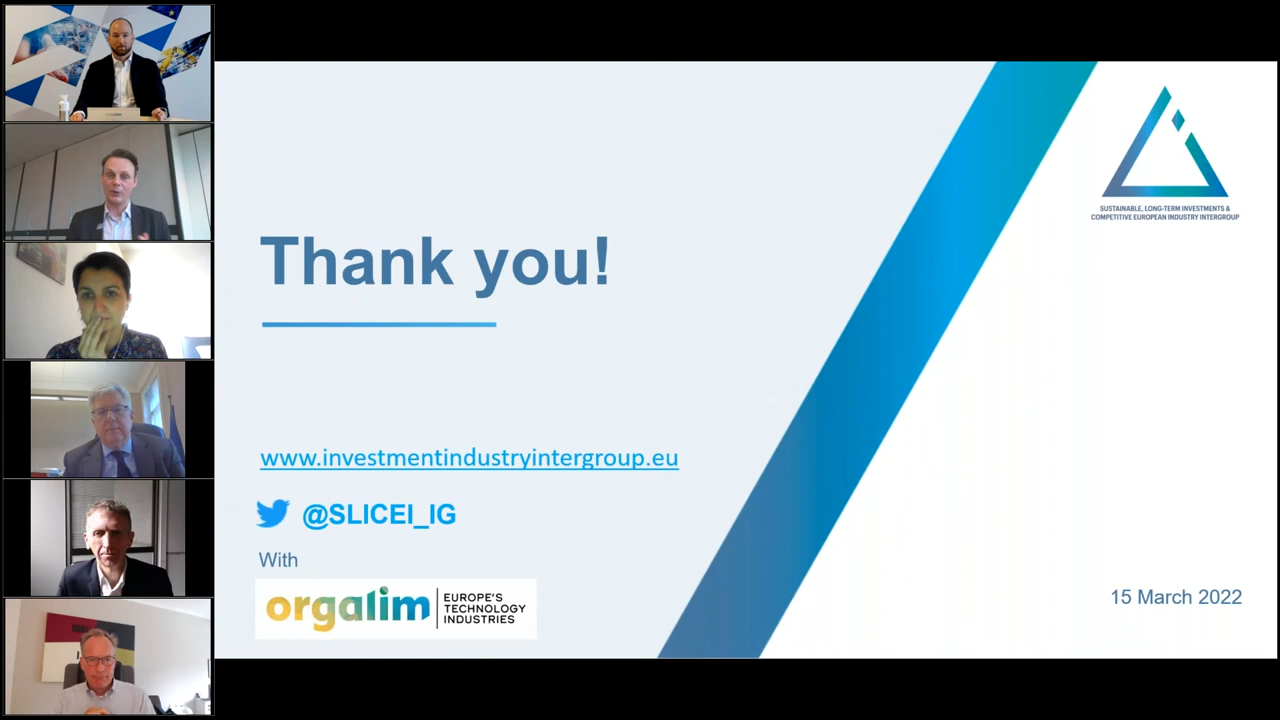 Thank you!
SUSTAINABLE, LONG-TERM INVESTMENTS &
COMPETITIVE EUROPEAN INDUSTRY INTERGROUP
www.investmentindustryintergroup.eu
@SLICEI_IG
With
orgalim
EUROPE'S
TECHNOLOGY
INDUSTRIES
15 March 2022